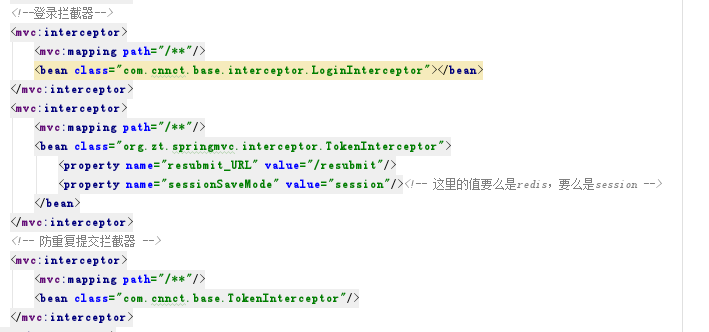 <!--登录拦截器-->
<mvc:interceptor>
<mvc:mapping path="/**"/>
<bean class="com.cnnct.base.interceptor.LoginInterceptor"></bean>
</mvc:interceptor>
<mvc:interceptor>
<mvc:mapping path="/**"/>
<bean class="org.zt.springmvc.interceptor.TokenInterceptor">
<property name="resubmit_URL" value="/resubmit"/>
<property name="sessionSaveMode" value="session"/><!-- 这里的值要么是redis，要么是session -->
</bean>
</mvc:interceptor>
<!-- 防重复提交拦截器 -->
<mvc:interceptor>
<mvc:mapping path="/**"/>
<bean class="com.cnnct.base.TokenInterceptor"/>
</mvc:interceptor>